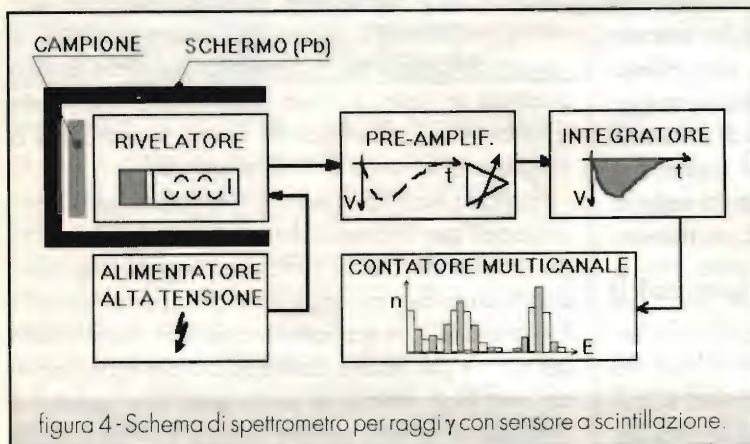 CAMPIONE
SCHERMO (Pb)
RIVELATORE
PRE-AMPLIF.
t
V
INTEGRATORE
t
V
ALIMENTATORE
ALTA TENSIONE
CONTATORE MULTICANALE
n
E
figura 4 - Schema di spettrometro per raggi γ con sensore a scintillazione.